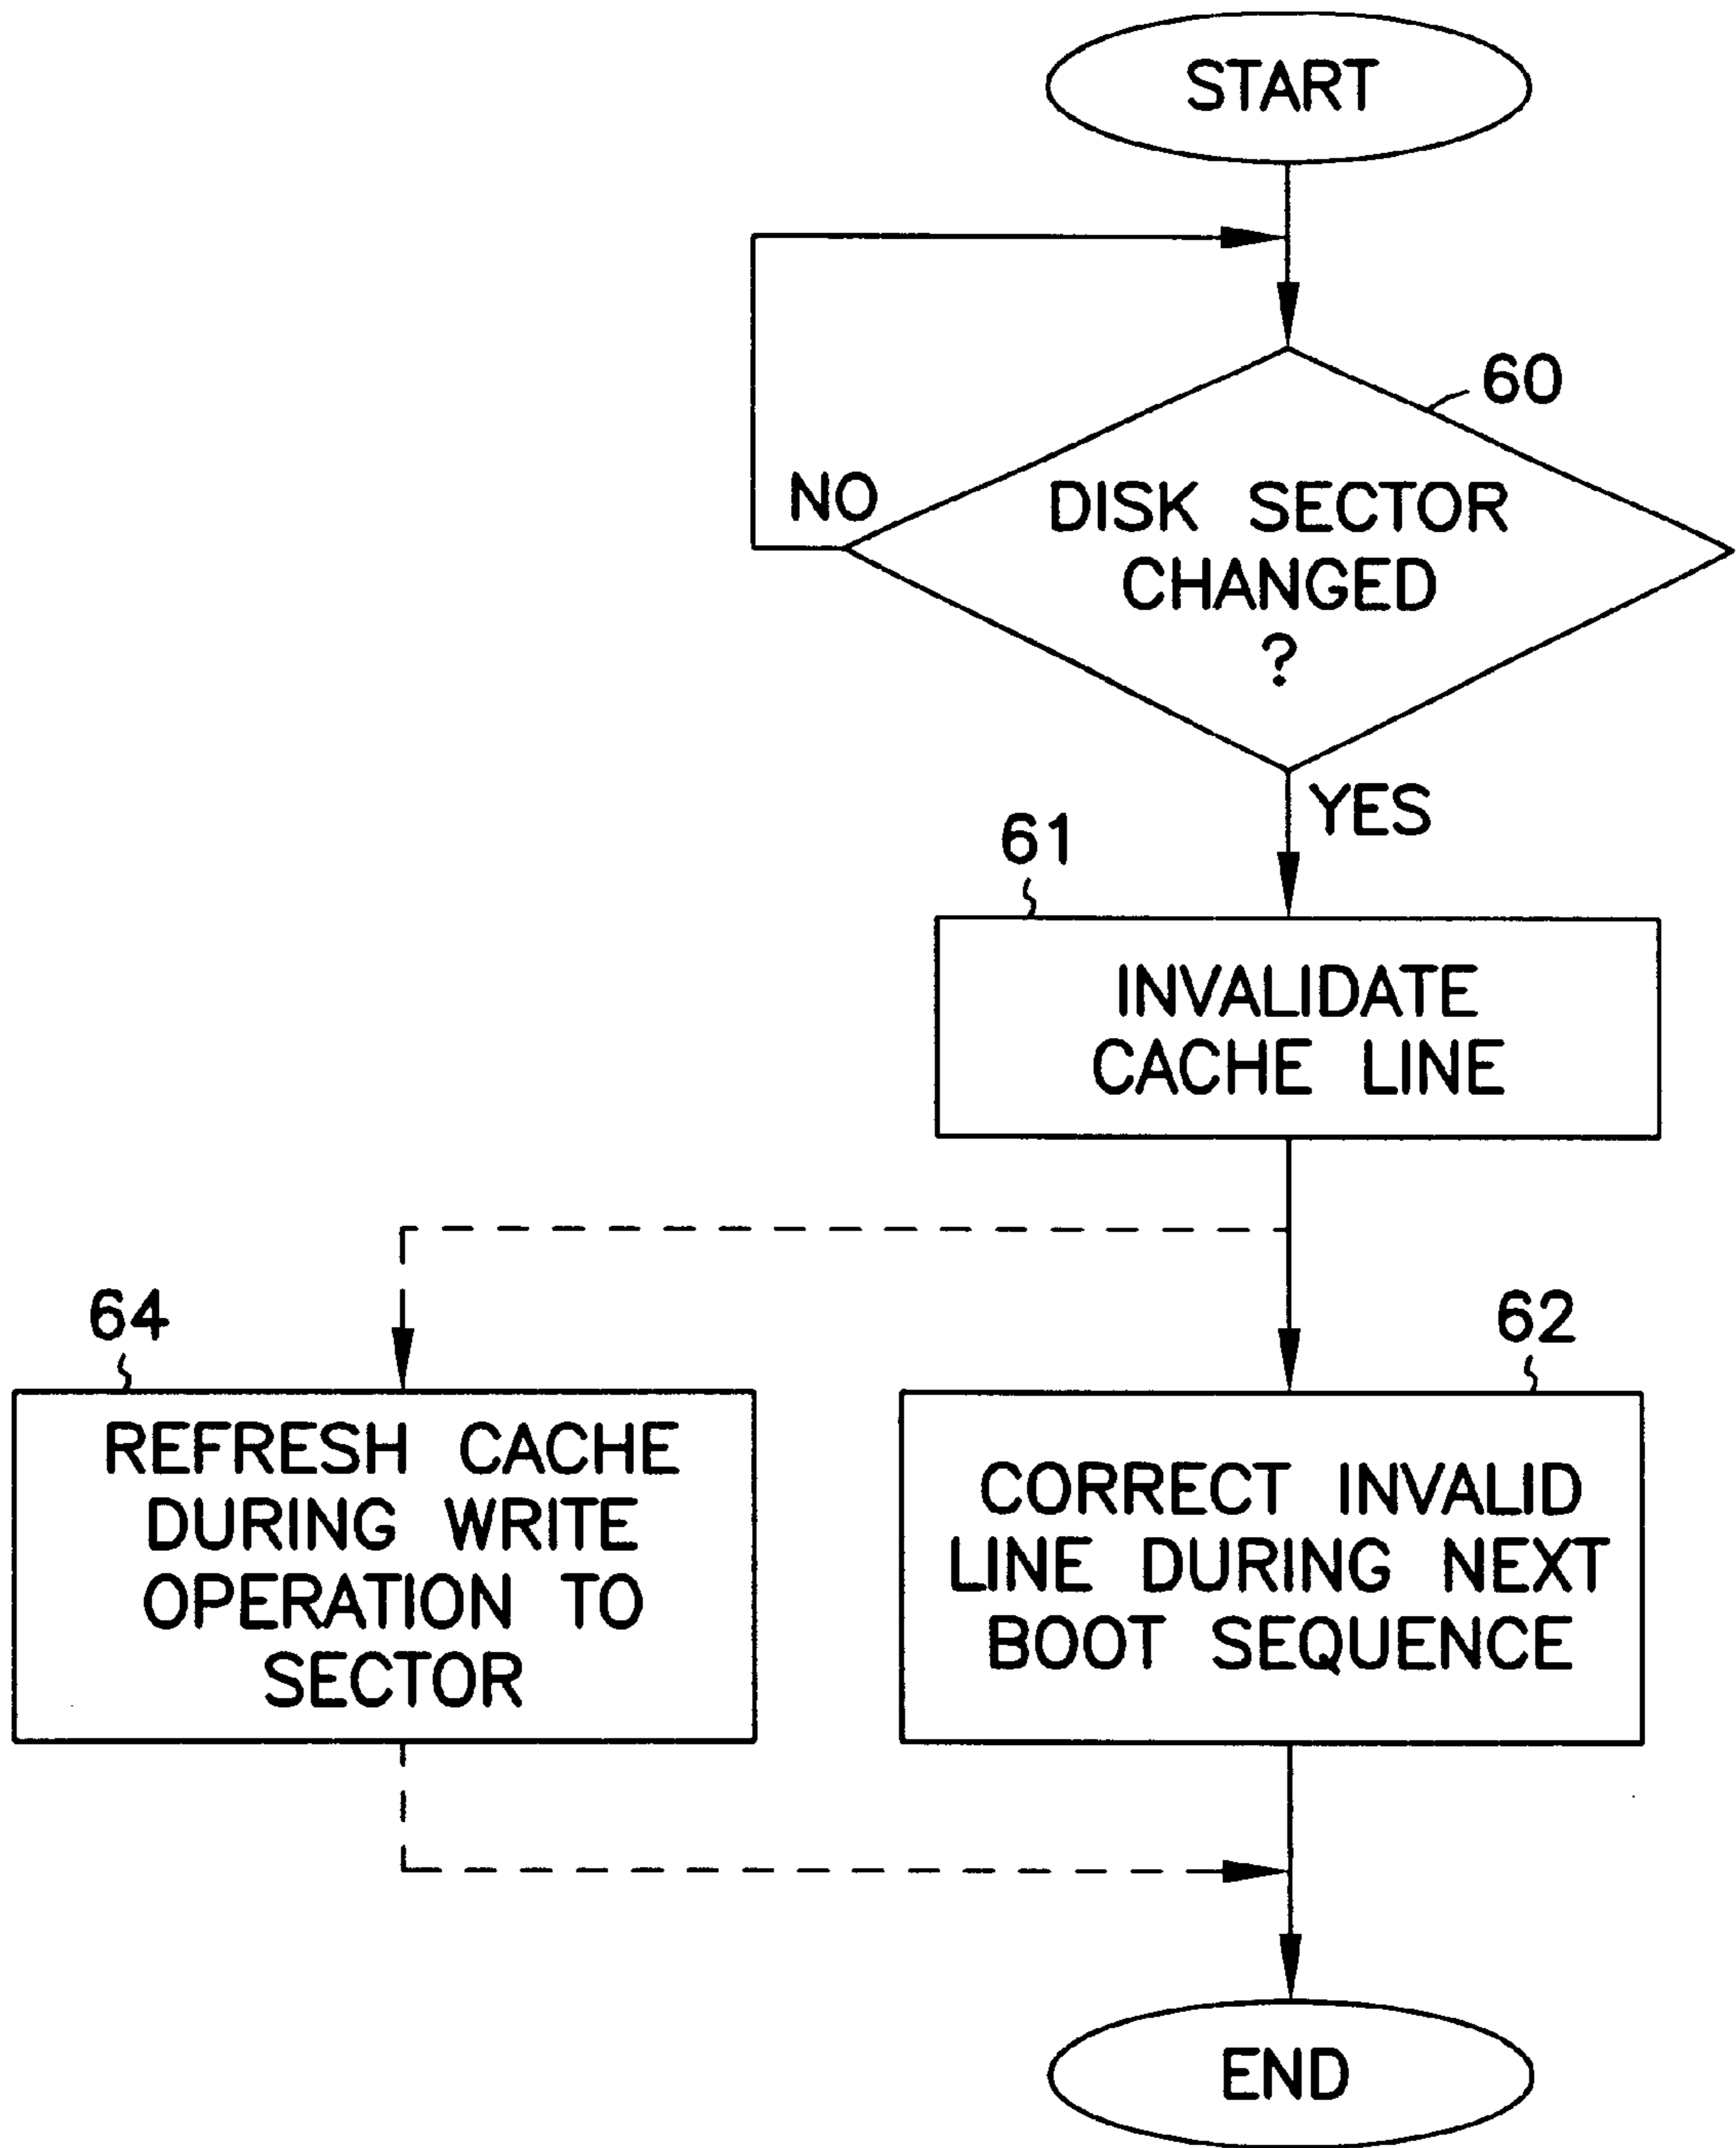 START
60
NO
DISK SECTOR
CHANGED
?
YES
61
INVALIDATE
CACHE LINE
64
62
REFRESH CACHE
DURING WRITE
OPERATION TO
SECTOR
CORRECT INVALID
LINE DURING NEXT
BOOT SEQUENCE
END